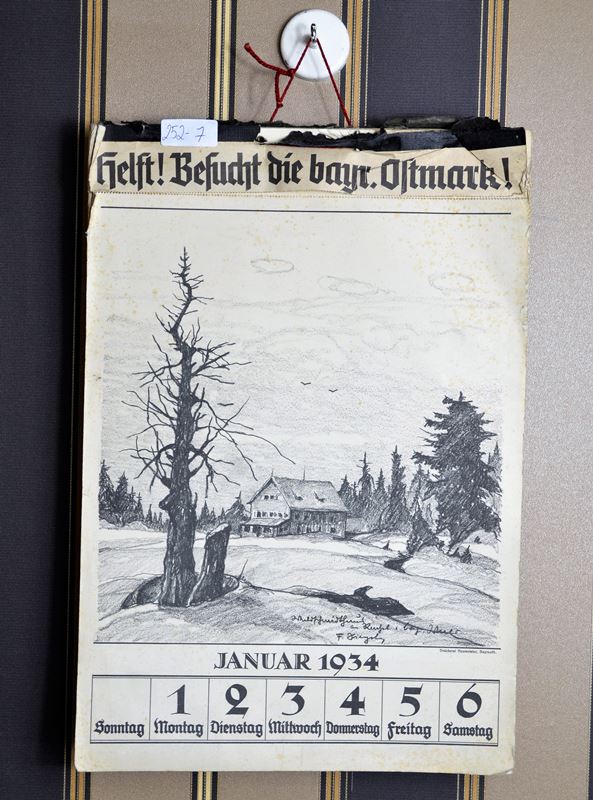 252-7
Helft! Besucht die bayr. Ostmark!
F.
JANUAR 1934
1 2 3 4 5 6
Sonntag Montag Dienstag Mittwoch Donnerstag Freitag Samstag